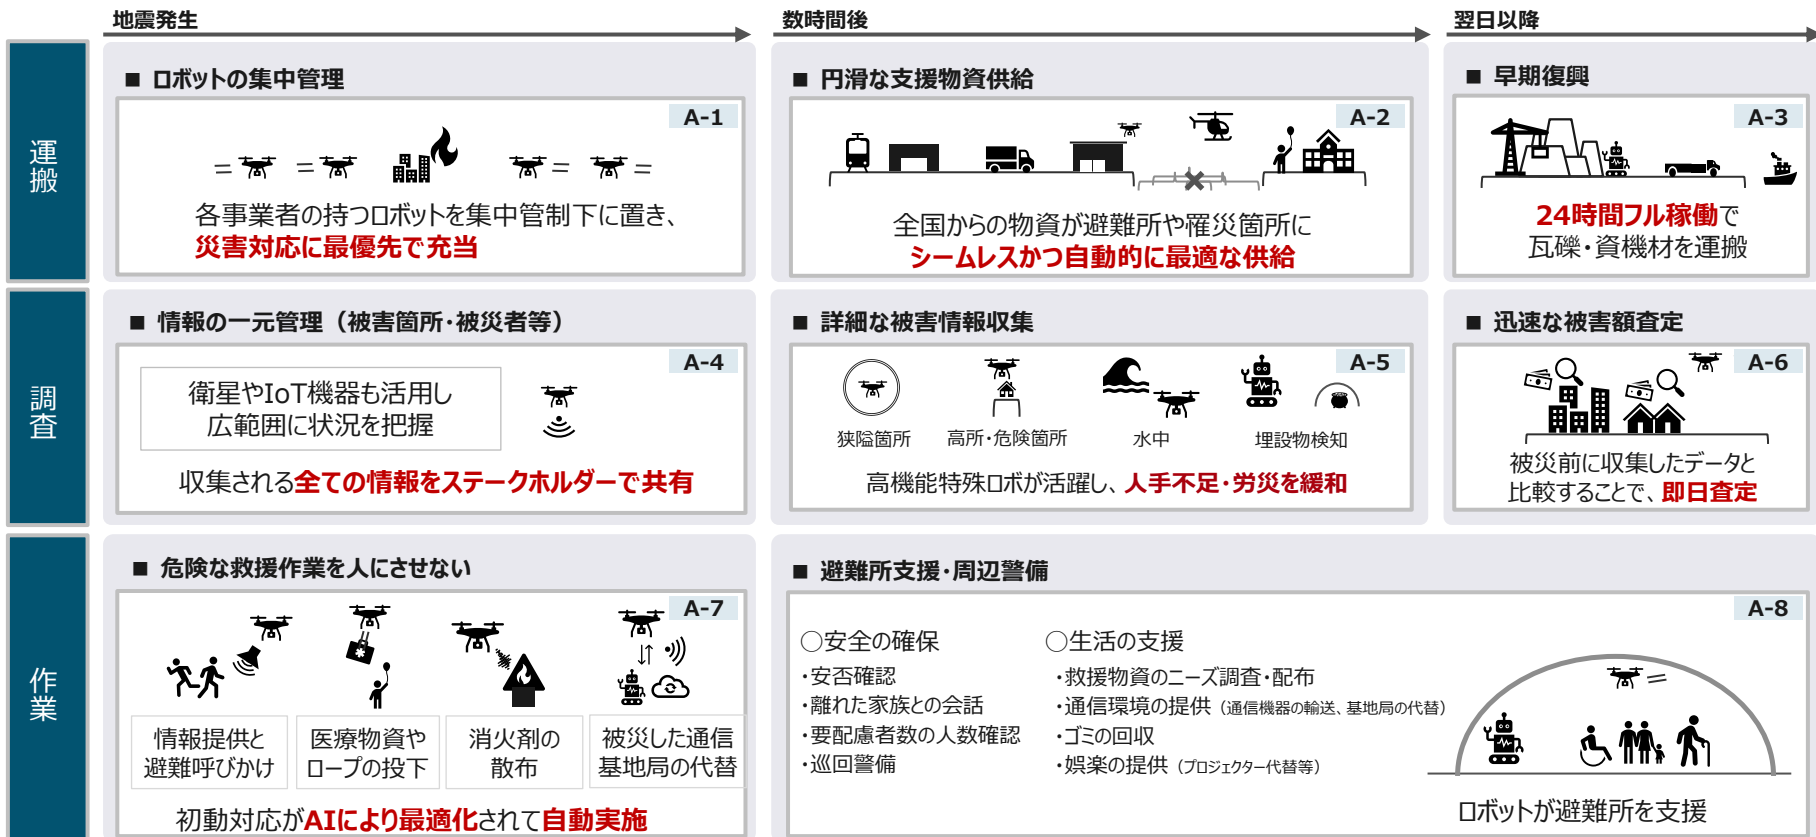 地震発生
数時間後
翌日以降
運搬
■ ロボットの集中管理
A-1
各事業者の持つロボットを集中管制下に置き、
災害対応に最優先で充当
■ 円滑な支援物資供給
A-2
全国からの物資が避難所や罹災箇所に
シームレスかつ自動的に最適な供給
■ 早期復興
A-3
24時間フル稼働で
瓦礫・資機材を運搬
調査
■ 情報の一元管理（被害箇所・被災者等）
A-4
衛星やIoT機器も活用し
広範囲に状況を把握
収集される全ての情報をステークホルダーで共有
■ 詳細な被害情報収集
A-5
狭隘箇所
高所・危険箇所
水中
埋設物検知
高機能特殊ロボが活躍し、人手不足・労災を緩和
■ 迅速な被害額査定
A-6
被災前に収集したデータと
比較することで、即日査定
作業
■ 危険な救援作業を人にさせない
A-7
情報提供と
避難呼びかけ
医療物資や
ロープの投下
消火剤の
散布
被災した通信
基地局の代替
初動対応がAIにより最適化されて自動実施
■ 避難所支援・周辺警備
A-8
○安全の確保
・安否確認
・離れた家族との会話
・要配慮者数の人数確認
・巡回警備
○生活の支援
・救援物資のニーズ調査・配布
・通信環境の提供（通信機器の輸送、基地局の代替）
・ゴミの回収
・娯楽の提供（プロジェクター代替等）
ロボットが避難所を支援